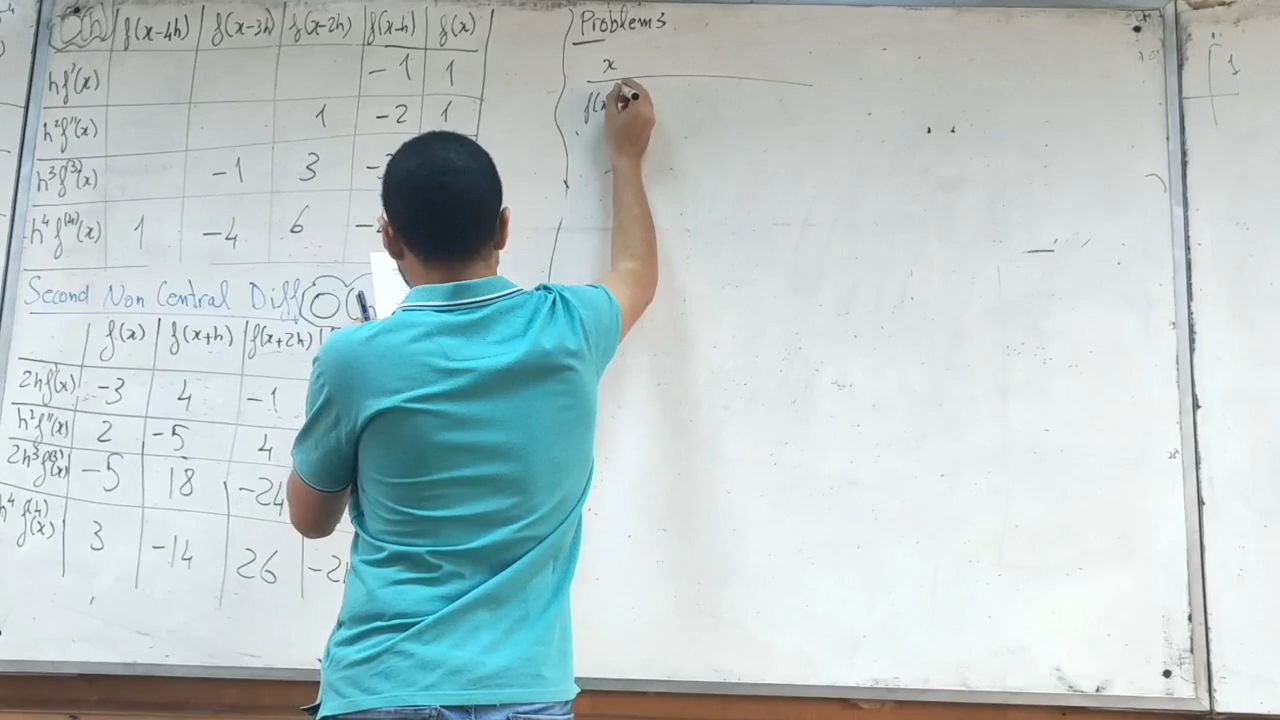 O(h) f(x-4h) f(x-3h) f(x-2h) f(x-h) f(x)
hf'(x) -1 1
h²f''(x) 1 -2 1
h³f⁽³⁾(x) -1 3
h⁴f⁽⁴⁾(x) 1 -4 6
Second Non Central Diff O(h
f(x) f(x+h) f(x+2h)
2hf'(x) -3 4 -1
h²f''(x) 2 -5 4
2h³f⁽³⁾(x) -5 18 -24
h⁴f⁽⁴⁾(x) 3 -14 26
Problems
x
f(x
1